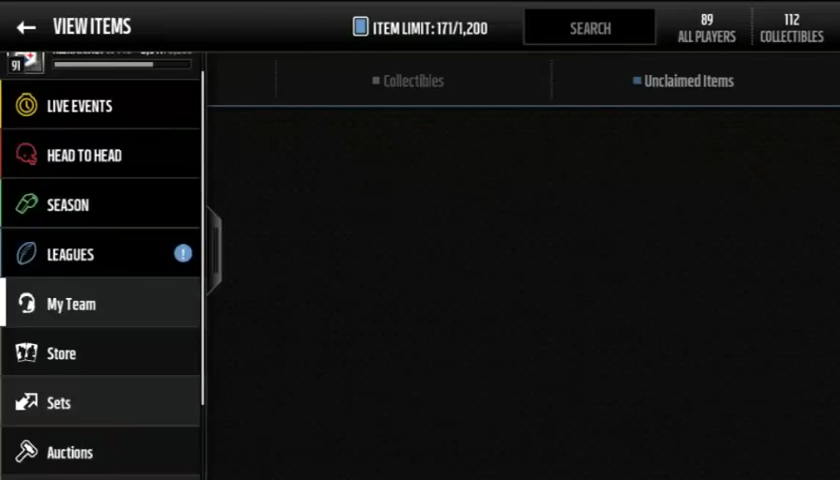 VIEW ITEMS
ITEM LIMIT: 171/1,200
SEARCH
89
ALL PLAYERS
112
COLLECTIBLES
91
Collectibles
Unclaimed Items
LIVE EVENTS
HEAD TO HEAD
SEASON
LEAGUES
!
My Team
Store
Sets
Auctions